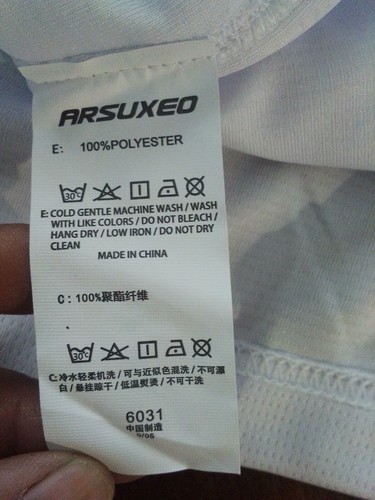 ARSUXEO
E: 100%POLYESTER
30°C
E: COLD GENTLE MACHINE WASH / WASH
WITH LIKE COLORS / DO NOT BLEACH /
HANG DRY / LOW IRON / DO NOT DRY
CLEAN
MADE IN CHINA
C：100%聚酯纤维
30°C
C: 冷水轻柔机洗 / 可与近似色混洗 / 不可漂
白 / 悬挂晾干 / 低温熨烫 / 不可干洗
6031
中国制造